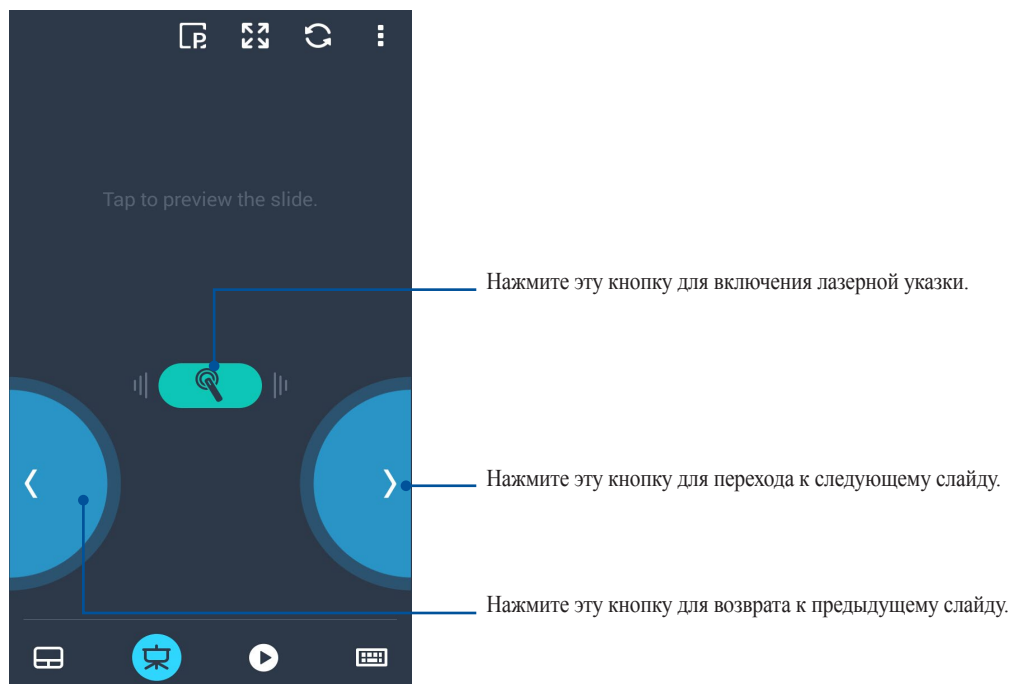 P
Tap to preview the slide.
Нажмите эту кнопку для включения лазерной указки.
Нажмите эту кнопку для перехода к следующему слайду.
Нажмите эту кнопку для возврата к предыдущему слайду.